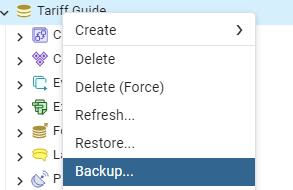 Tariff Guide
Create
Delete
Delete (Force)
Refresh...
Restore...
Backup...